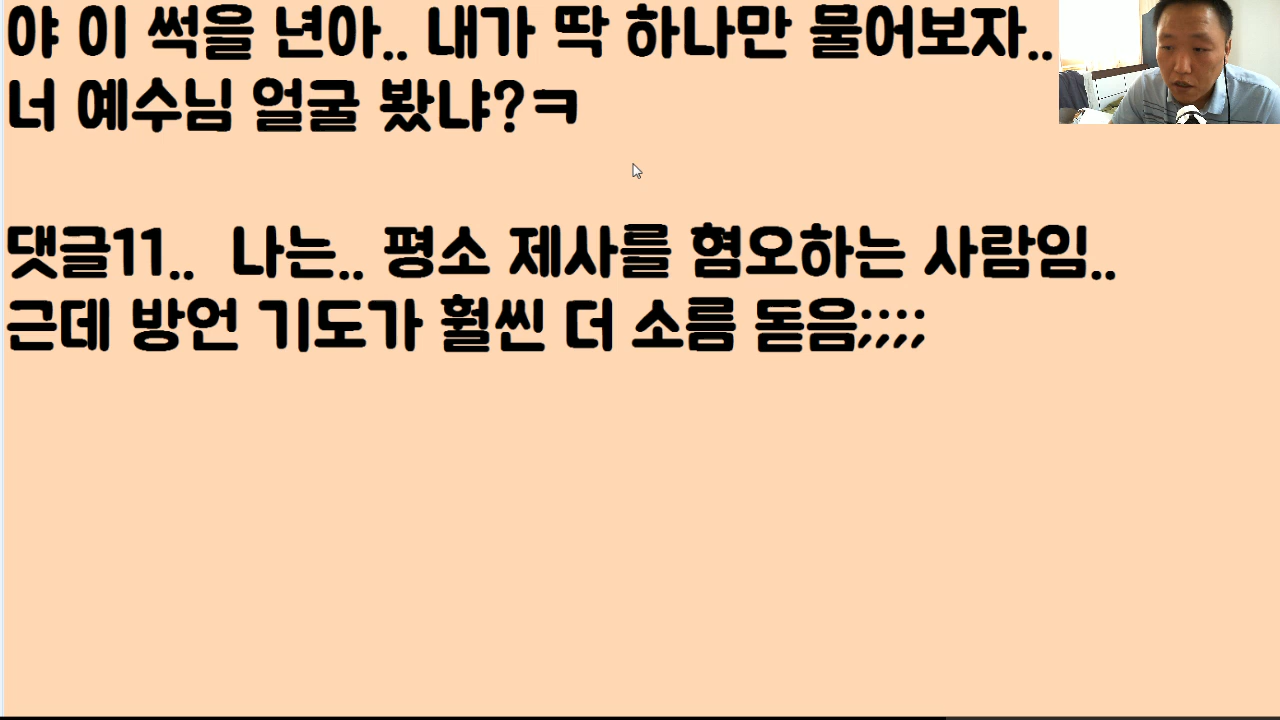 야 이 썩을 년아.. 내가 딱 하나만 물어보자..
너 예수님 얼굴 봤냐?ㅋ
댓글11.. 나는.. 평소 제사를 혐오하는 사람임..
근데 방언 기도가 훨씬 더 소름 돋음;;;;